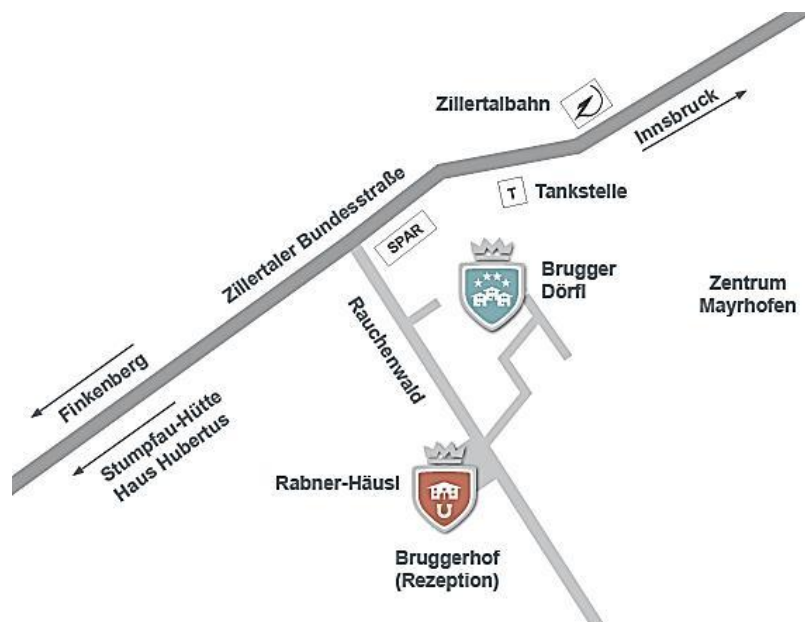 Zillertalbahn
Innsbruck
T
Tankstelle
Zillertaler Bundesstraße
SPAR
Brugger
Dörfl
Zentrum
Mayrhofen
Rauchenwald
Finkenberg
Stumpfau-Hütte
Haus Hubertus
Rabner-Häusl
Bruggerhof
(Rezeption)